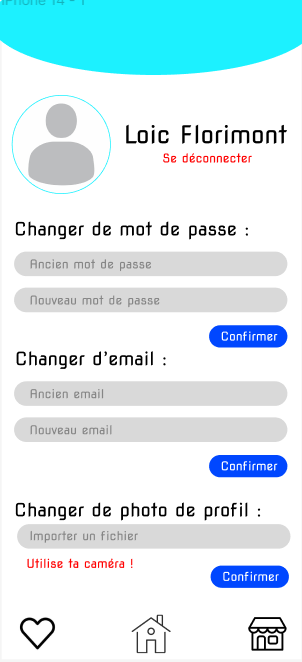 iPhone 14 - 1
Loic Florimont
Se déconnecter
Changer de mot de passe :
Ancien mot de passe
Nouveau mot de passe
Confirmer
Changer d'email :
Ancien email
Nouveau email
Confirmer
Changer de photo de profil :
Importer un fichier
Utilise ta caméra !
Confirmer